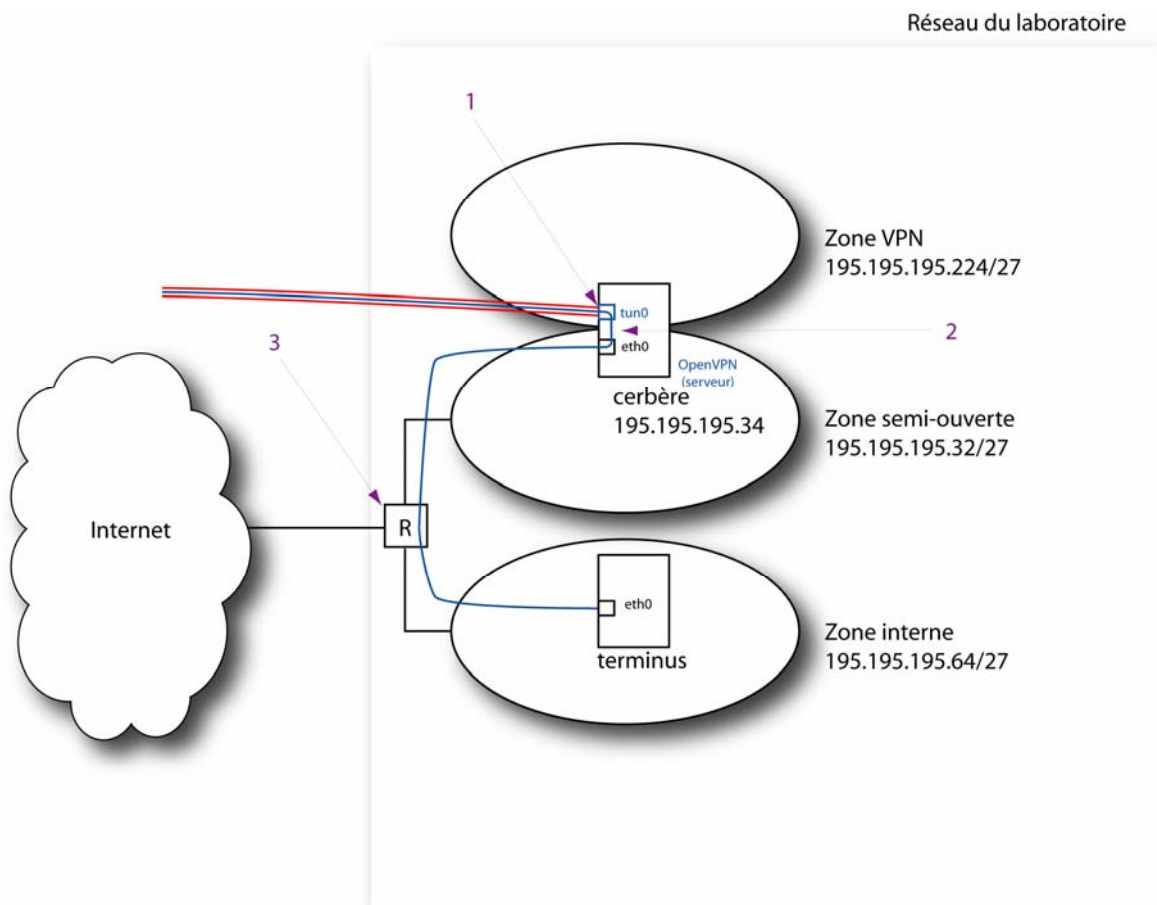 Réseau du laboratoire
1
Zone VPN
195.195.195.224/27
tun0
2
3
eth0
OpenVPN
(serveur)
cerbère
195.195.195.34
Zone semi-ouverte
195.195.195.32/27
Internet
R
eth0
terminus
Zone interne
195.195.195.64/27